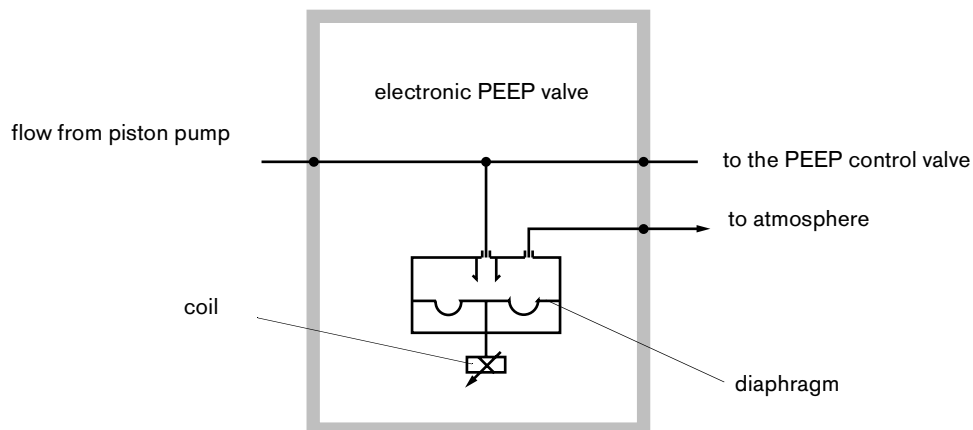 electronic PEEP valve
flow from piston pump
to the PEEP control valve
to atmosphere
coil
diaphragm